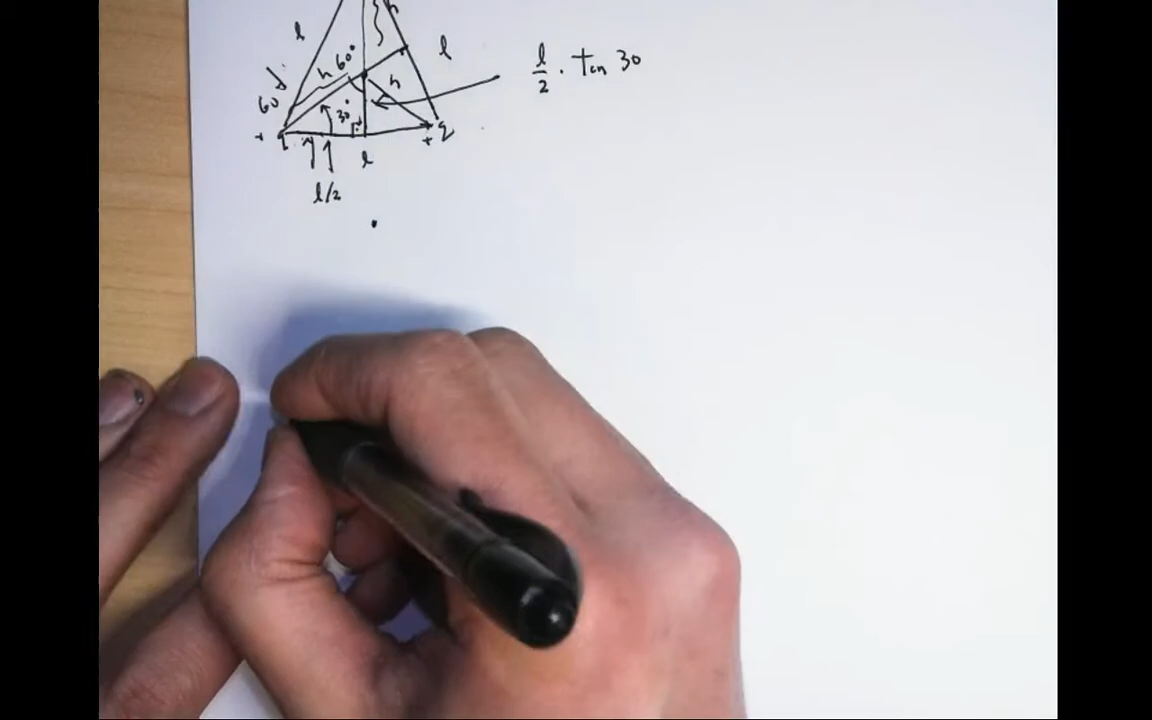 h
l
l
60°
h 60°
h
l/2 · tan 30
30°
+ q
+ q
l
l/2